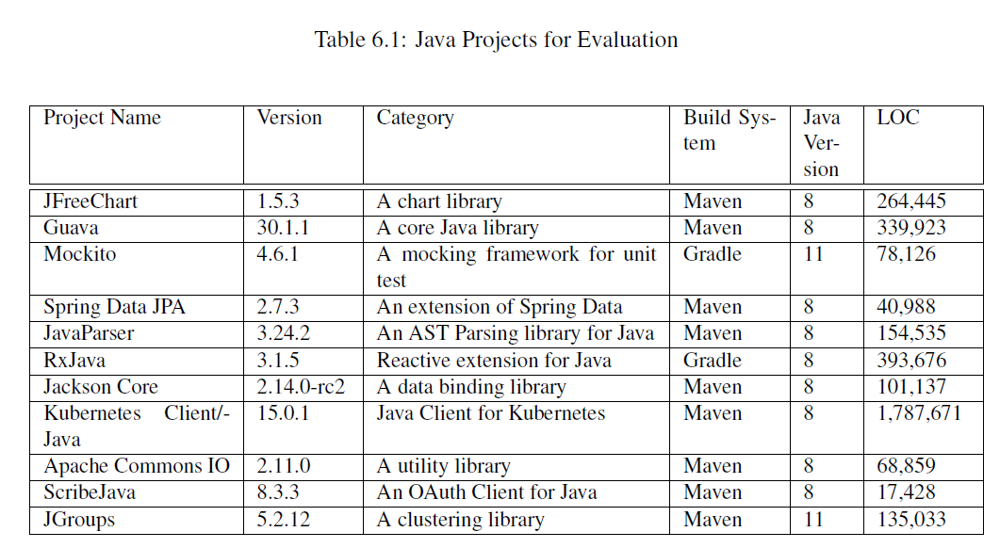 Table 6.1: Java Projects for Evaluation
Project Name Version Category Build Sys- Java LOC
tem Ver-
sion
JFreeChart 1.5.3 A chart library Maven 8 264,445
Guava 30.1.1 A core Java library Maven 8 339,923
Mockito 4.6.1 A mocking framework for unit Gradle 11 78,126
test
Spring Data JPA 2.7.3 An extension of Spring Data Maven 8 40,988
JavaParser 3.24.2 An AST Parsing library for Java Maven 8 154,535
RxJava 3.1.5 Reactive extension for Java Gradle 8 393,676
Jackson Core 2.14.0-rc2 A data binding library Maven 8 101,137
Kubernetes Client/- 15.0.1 Java Client for Kubernetes Maven 8 1,787,671
Java
Apache Commons IO 2.11.0 A utility library Maven 8 68,859
ScribeJava 8.3.3 An OAuth Client for Java Maven 8 17,428
JGroups 5.2.12 A clustering library Maven 11 135,033